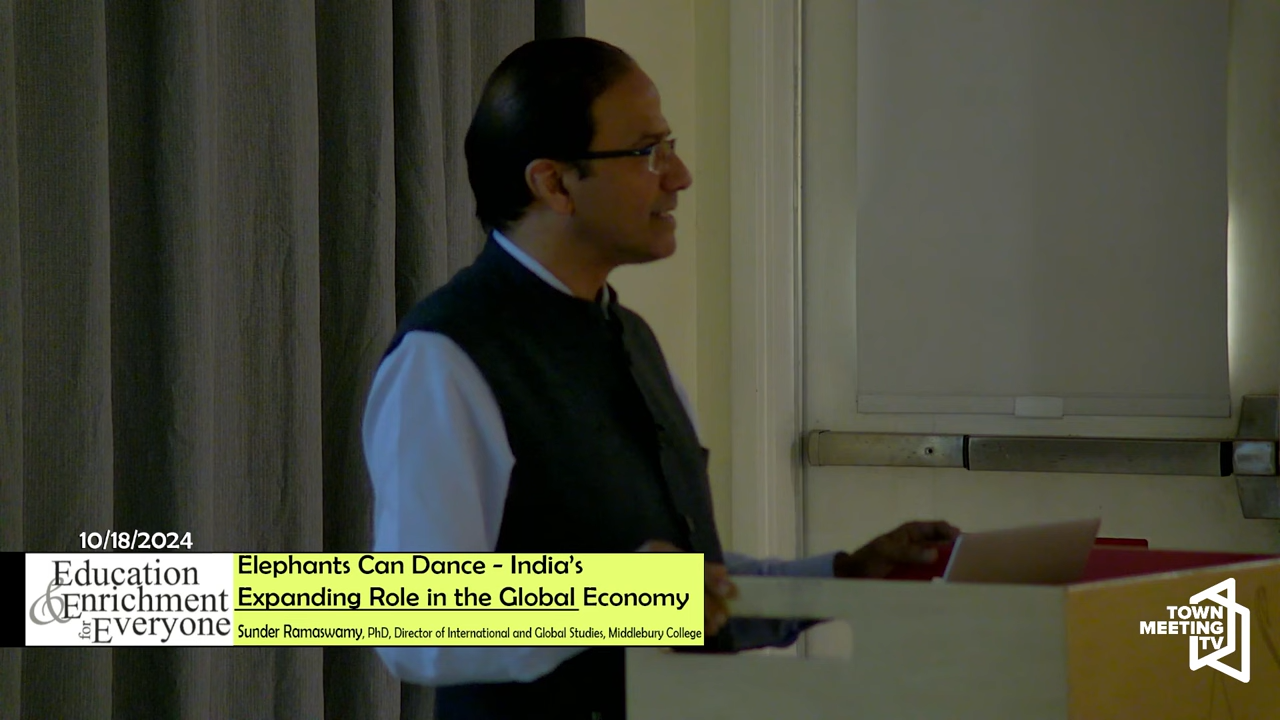 10/18/2024
Education
& Enrichment
for Everyone
Elephants Can Dance - India's
Expanding Role in the Global Economy
Sunder Ramaswamy, PhD, Director of International and Global Studies, Middlebury College
TOWN
MEETING
TV